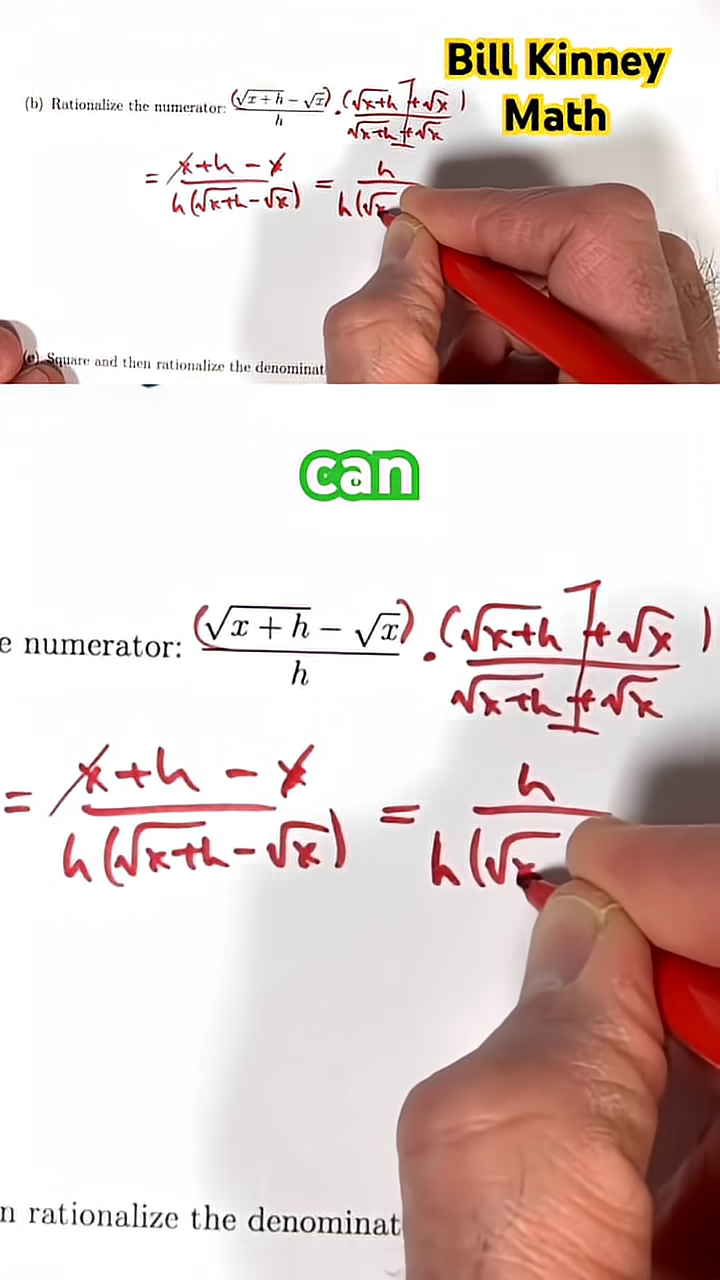 Bill Kinney
Math
(b) Rationalize the numerator: (√x+h − √x)/h · (√x+h + √x)/(√x+h + √x)
= x+h − x/h(√x+h − √x) = h/h(√x
(c) Square and then rationalize the denominat
can
e numerator: (√x+h − √x)/h · (√x+h + √x)/(√x+h + √x)
= x+h − x/h(√x+h − √x) = h/h(√x
n rationalize the denominat